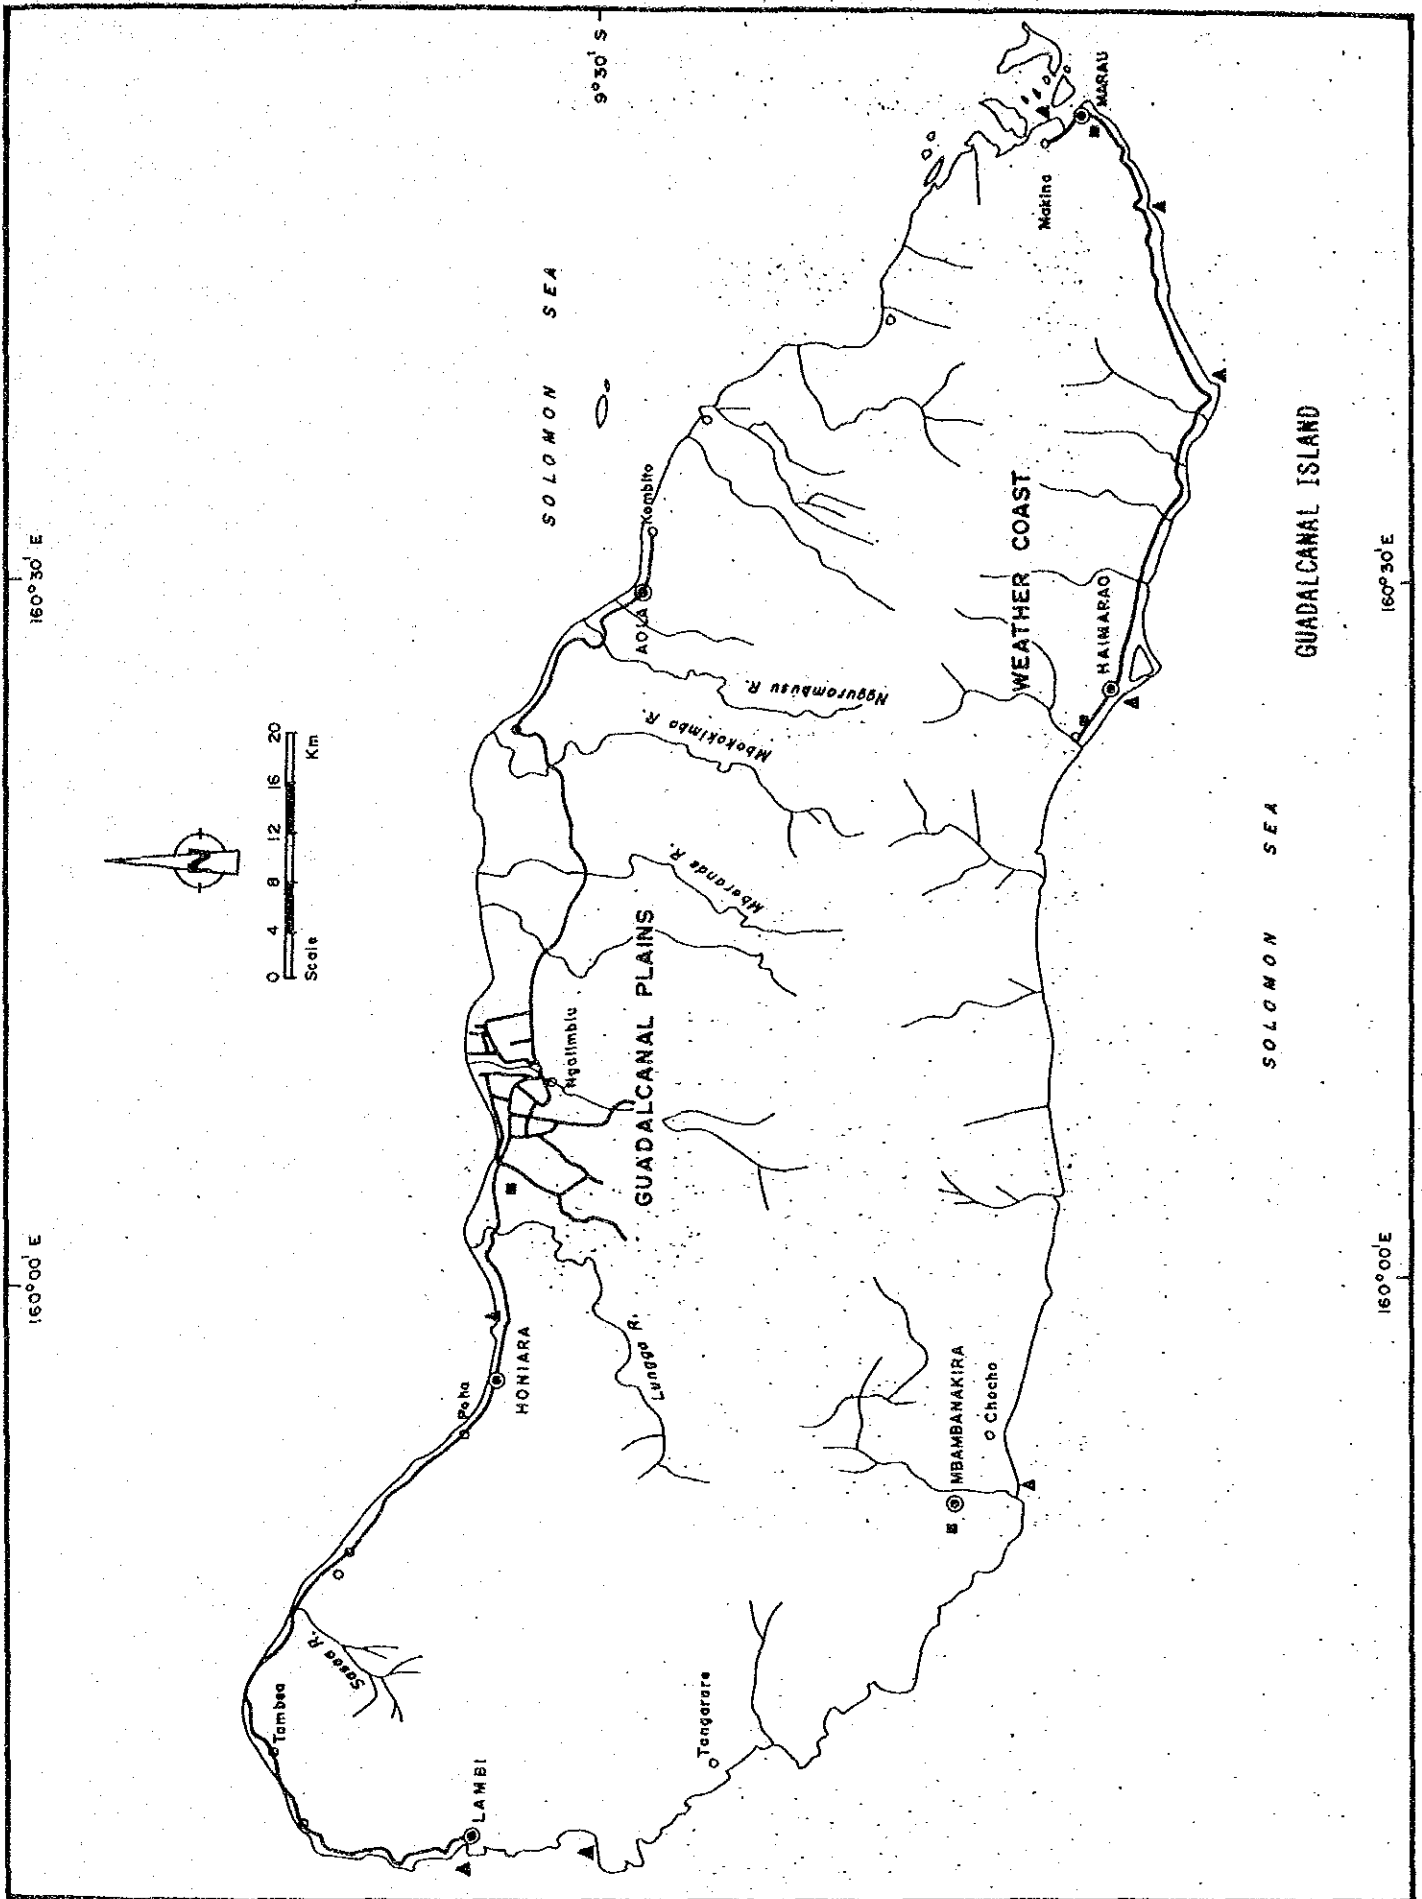 160°00' E
160°30' E
9°30' S
N
0 4 8 12 16 20
Scale Km
SOLOMON SEA
Tambea
Sasaa R.
LAMBI
Paha
HONIARA
Lungga R.
Ngalimbiu
GUADALCANAL PLAINS
Mberande R.
Mbokokimbo R.
Nggurambusu R.
AOLA
Kombito
Tangarare
MBAMBANAKIRA
Chocho
WEATHER COAST
HAIMARAO
Makina
MARAU
SOLOMON SEA
GUADALCANAL ISLAND
160°00' E
160°30' E